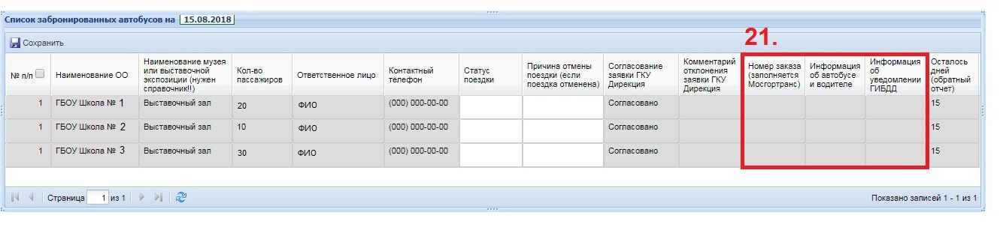 Список забронированных автобусов на 15.08.2018
Сохранить
21.
№ п/п
Наименование ОО
Наименование музея
или выставочной
экспозиции (нужен
справочник!!)
Кол-во
пассажиров
Ответственное лицо
Контактный
телефон
Статус
поездки
Причина отмены
поездки (если
поездка отменена)
Согласование
заявки ГКУ
Дирекция
Комментарий
отклонения
заявки ГКУ
Дирекция
Номер заказа
(заполняется
Мосгортранс)
Информация
об автобусе
и водителе
Информация
об
уведомлении
ГИБДД
Осталось
дней
(обратный
отчет)
1 ГБОУ Школа № 1 Выставочный зал 20 ФИО (000) 000-00-00 Согласовано 15
1 ГБОУ Школа № 2 Выставочный зал 10 ФИО (000) 000-00-00 Согласовано 15
1 ГБОУ Школа № 3 Выставочный зал 30 ФИО (000) 000-00-00 Согласовано 15
Страница 1 из 1
Показано записей 1 - 1 из 1